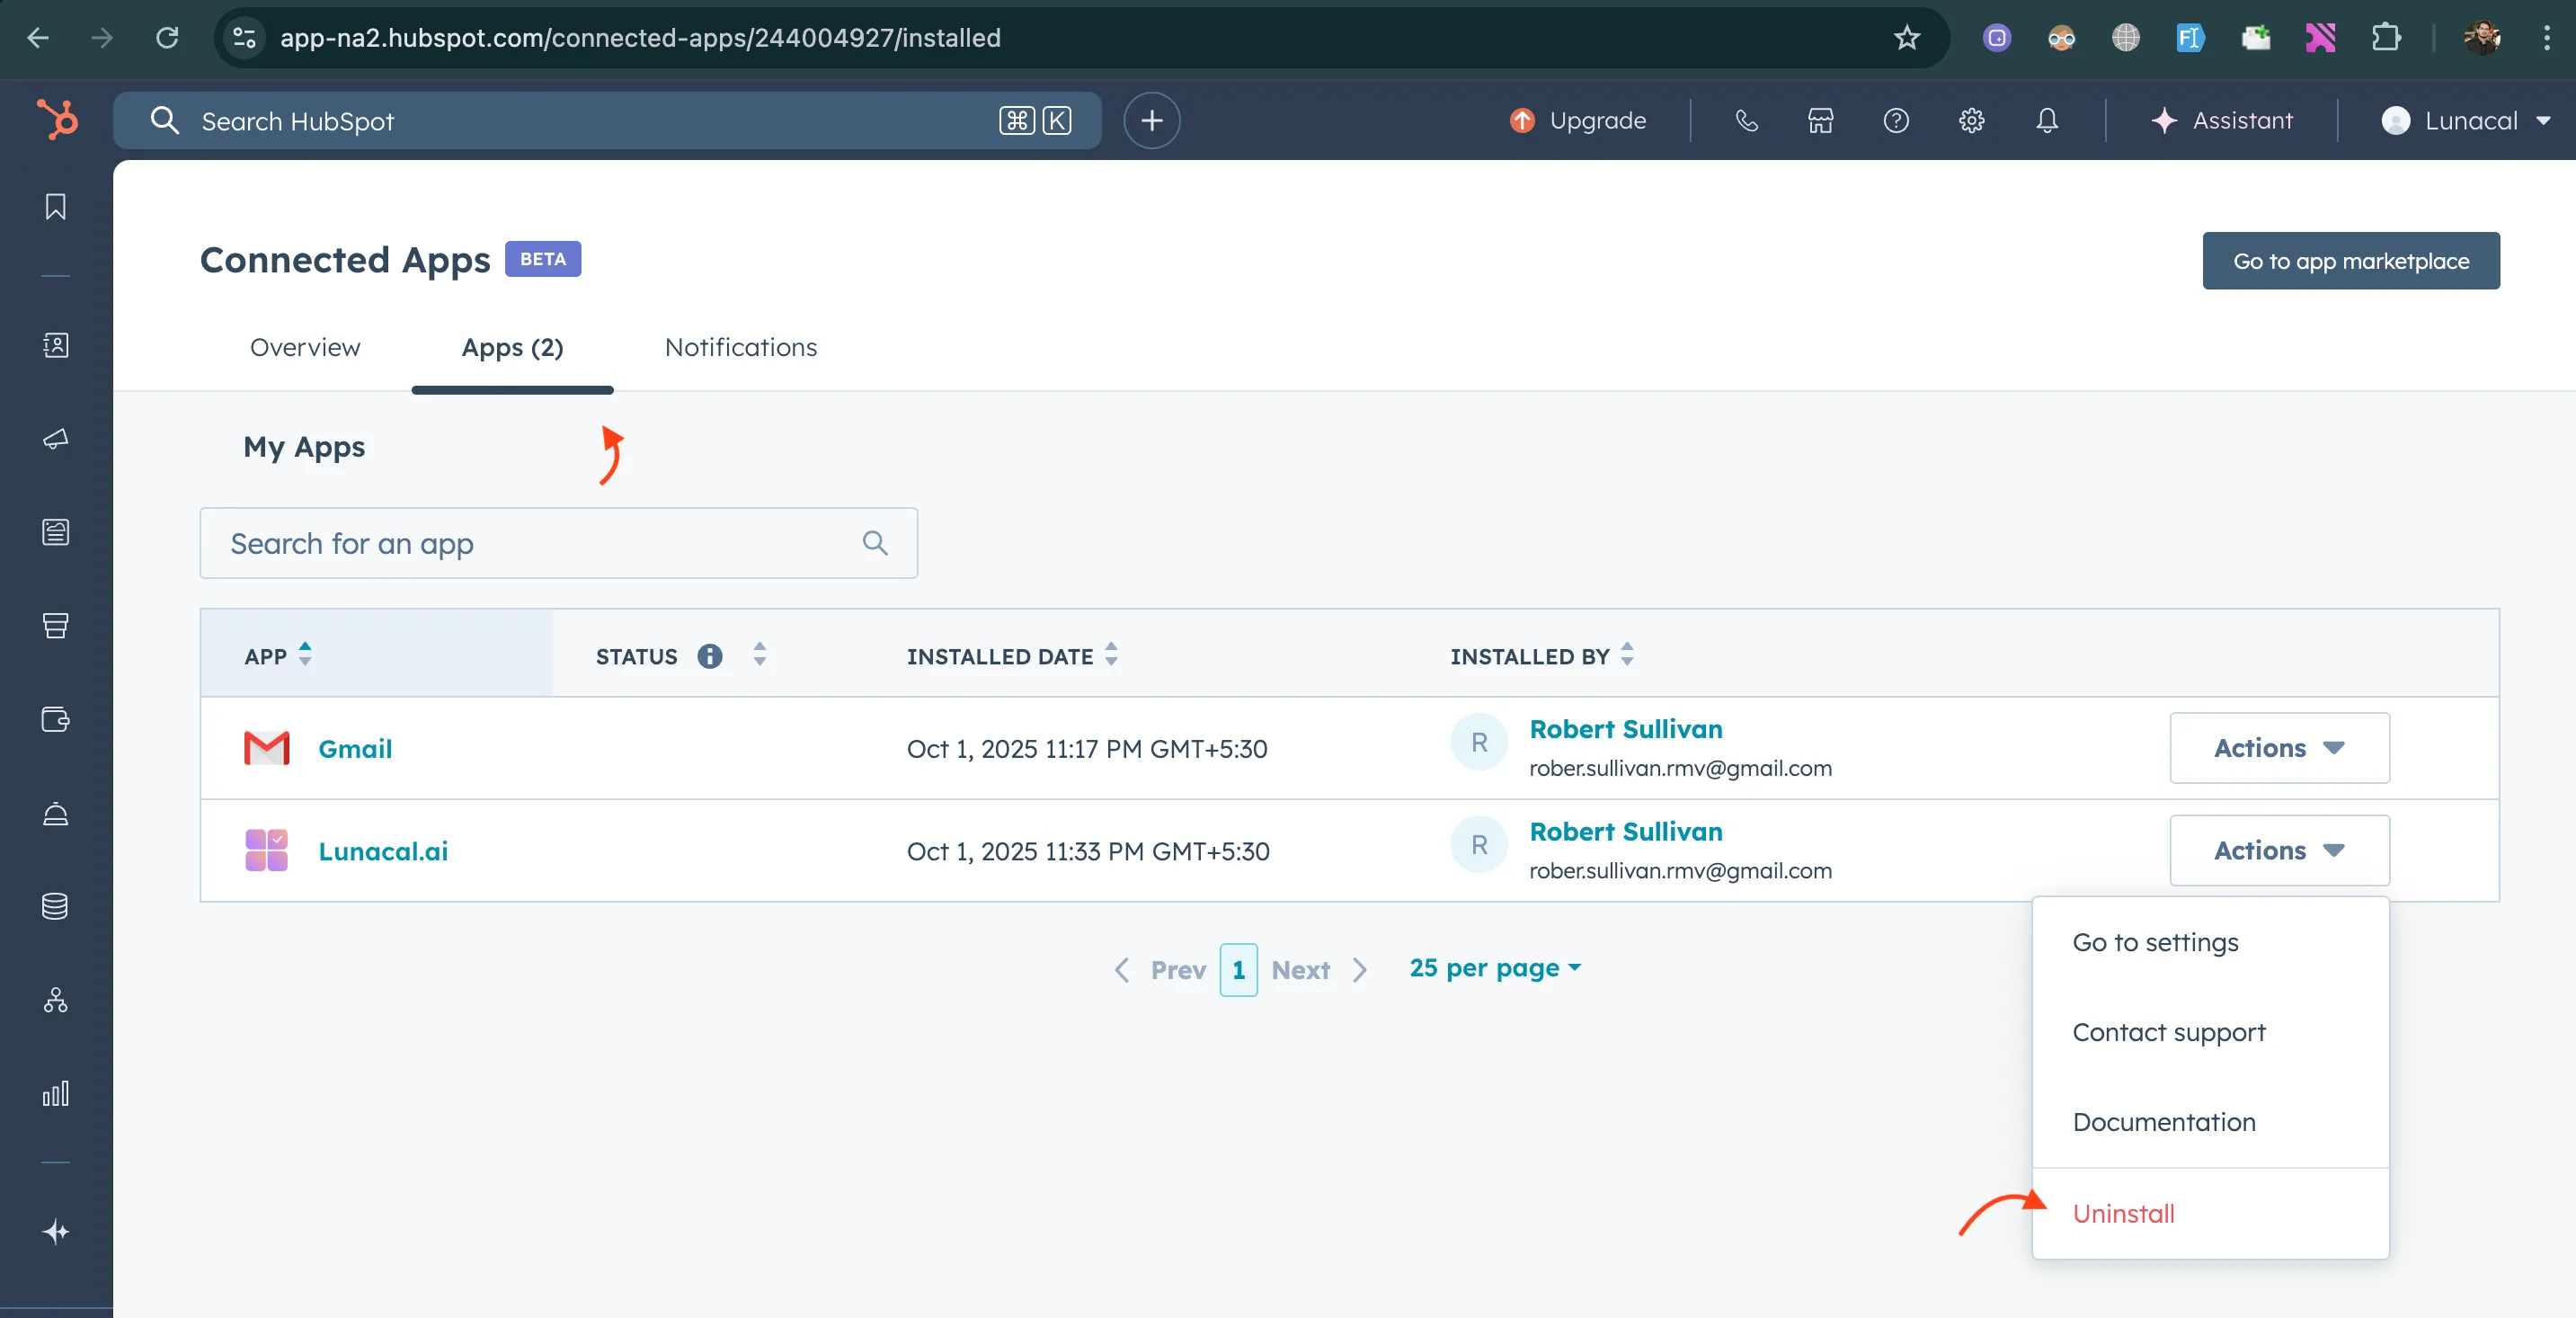 app-na2.hubspot.com/connected-apps/244004927/installed
Search HubSpot ⌘ K
Upgrade
Assistant
Lunacal
Connected Apps BETA
Go to app marketplace
Overview Apps (2) Notifications
My Apps
Search for an app
APP STATUS INSTALLED DATE INSTALLED BY
Gmail Oct 1, 2025 11:17 PM GMT+5:30 R Robert Sullivan Actions
rober.sullivan.rmv@gmail.com
Lunacal.ai Oct 1, 2025 11:33 PM GMT+5:30 R Robert Sullivan Actions
rober.sullivan.rmv@gmail.com
Prev 1 Next 25 per page
Go to settings
Contact support
Documentation
Uninstall